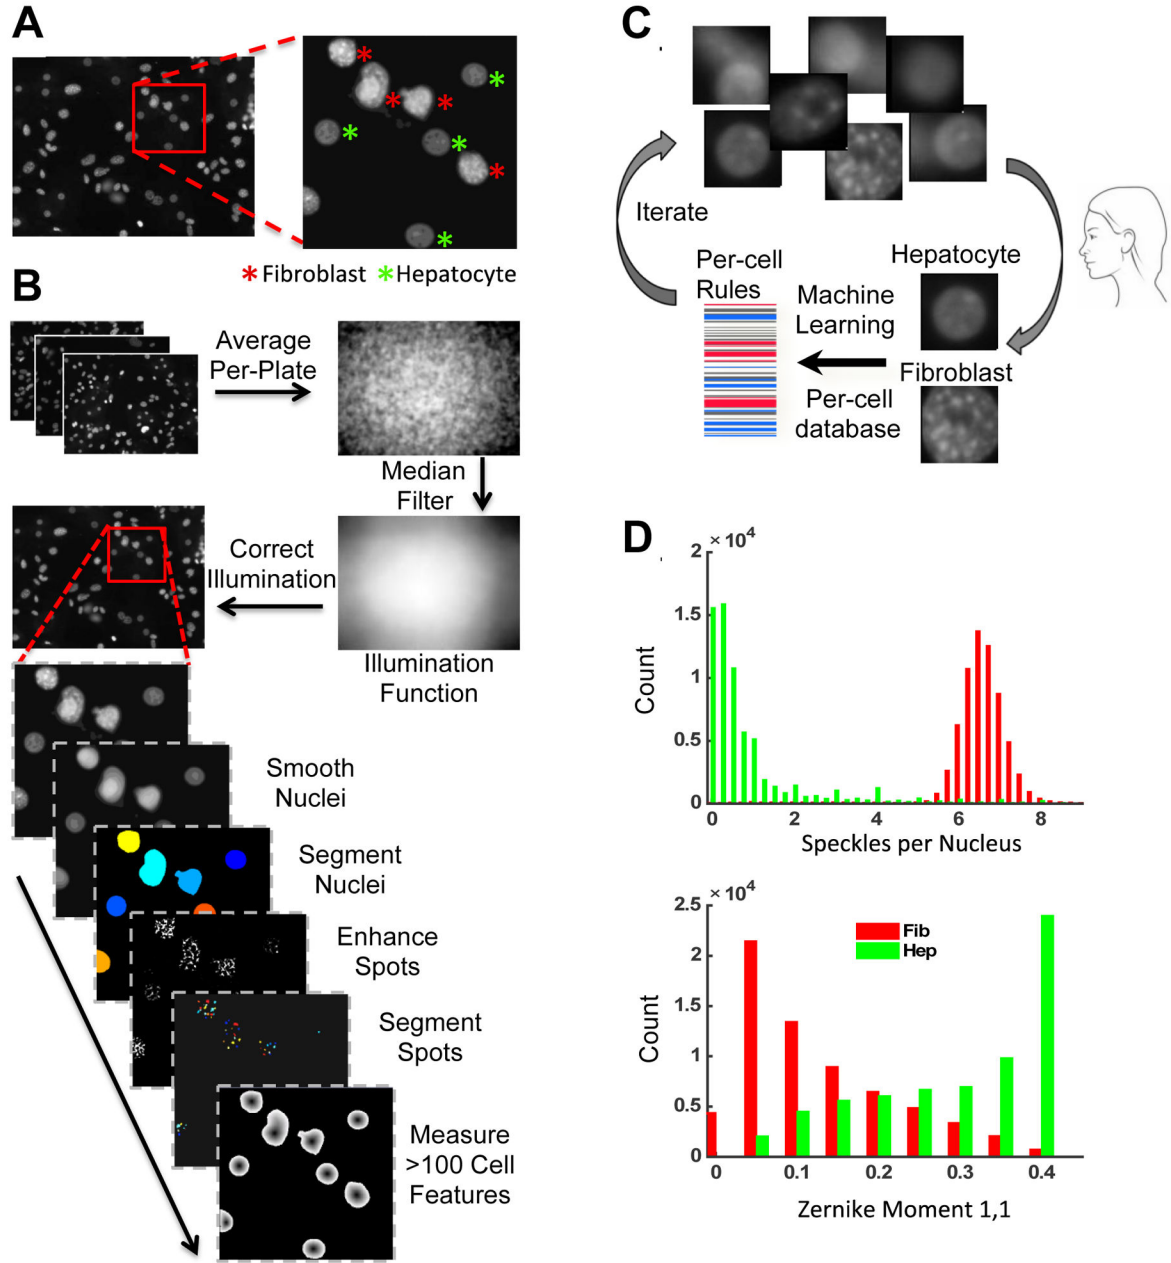 A
* Fibroblast * Hepatocyte
B
Average
Per-Plate
Median
Filter
Correct
Illumination
Illumination
Function
Smooth
Nuclei
Segment
Nuclei
Enhance
Spots
Segment
Spots
Measure
>100 Cell
Features
C
Iterate
Per-cell
Rules
Machine
Learning
Per-cell
database
Hepatocyte
Fibroblast
D
× 10⁴
2
1.5
1
0.5
0
Count
0 2 4 6 8
Speckles per Nucleus
× 10⁴
2.5
2
1.5
1
0.5
0
Count
Fib
Hep
0 0.1 0.2 0.3 0.4
Zernike Moment 1,1